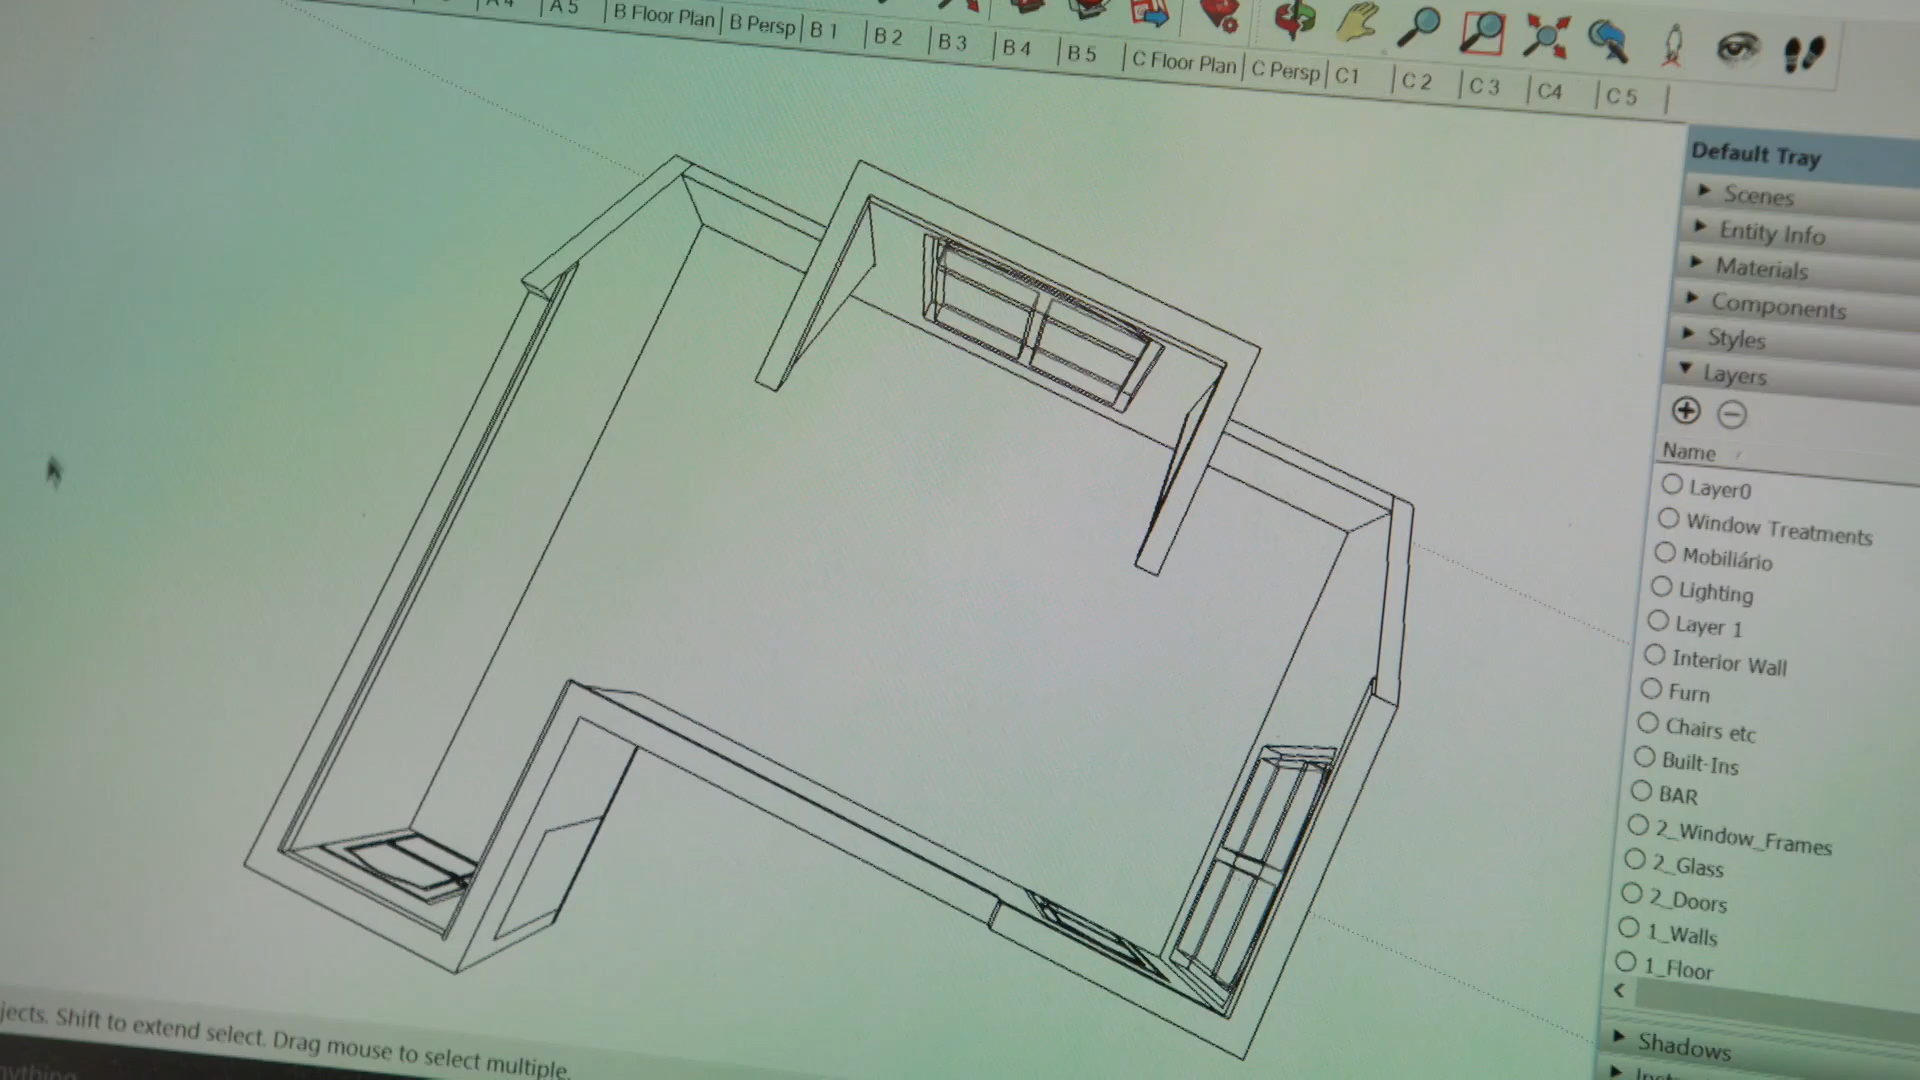 A 4 | A 5 | B Floor Plan | B Persp | B 1 | B 2 | B 3 | B 4 | B 5 | C Floor Plan | C Persp | C1 | C 2 | C 3 | C4 | C 5 |
Default Tray
Scenes
Entity Info
Materials
Components
Styles
Layers
Name
Layer0
Window Treatments
Mobiliário
Lighting
Layer 1
Interior Wall
Furn
Chairs etc
Built-Ins
BAR
2_Window_Frames
2_Glass
2_Doors
1_Walls
1_Floor
Shadows
jects. Shift to extend select. Drag mouse to select multiple.